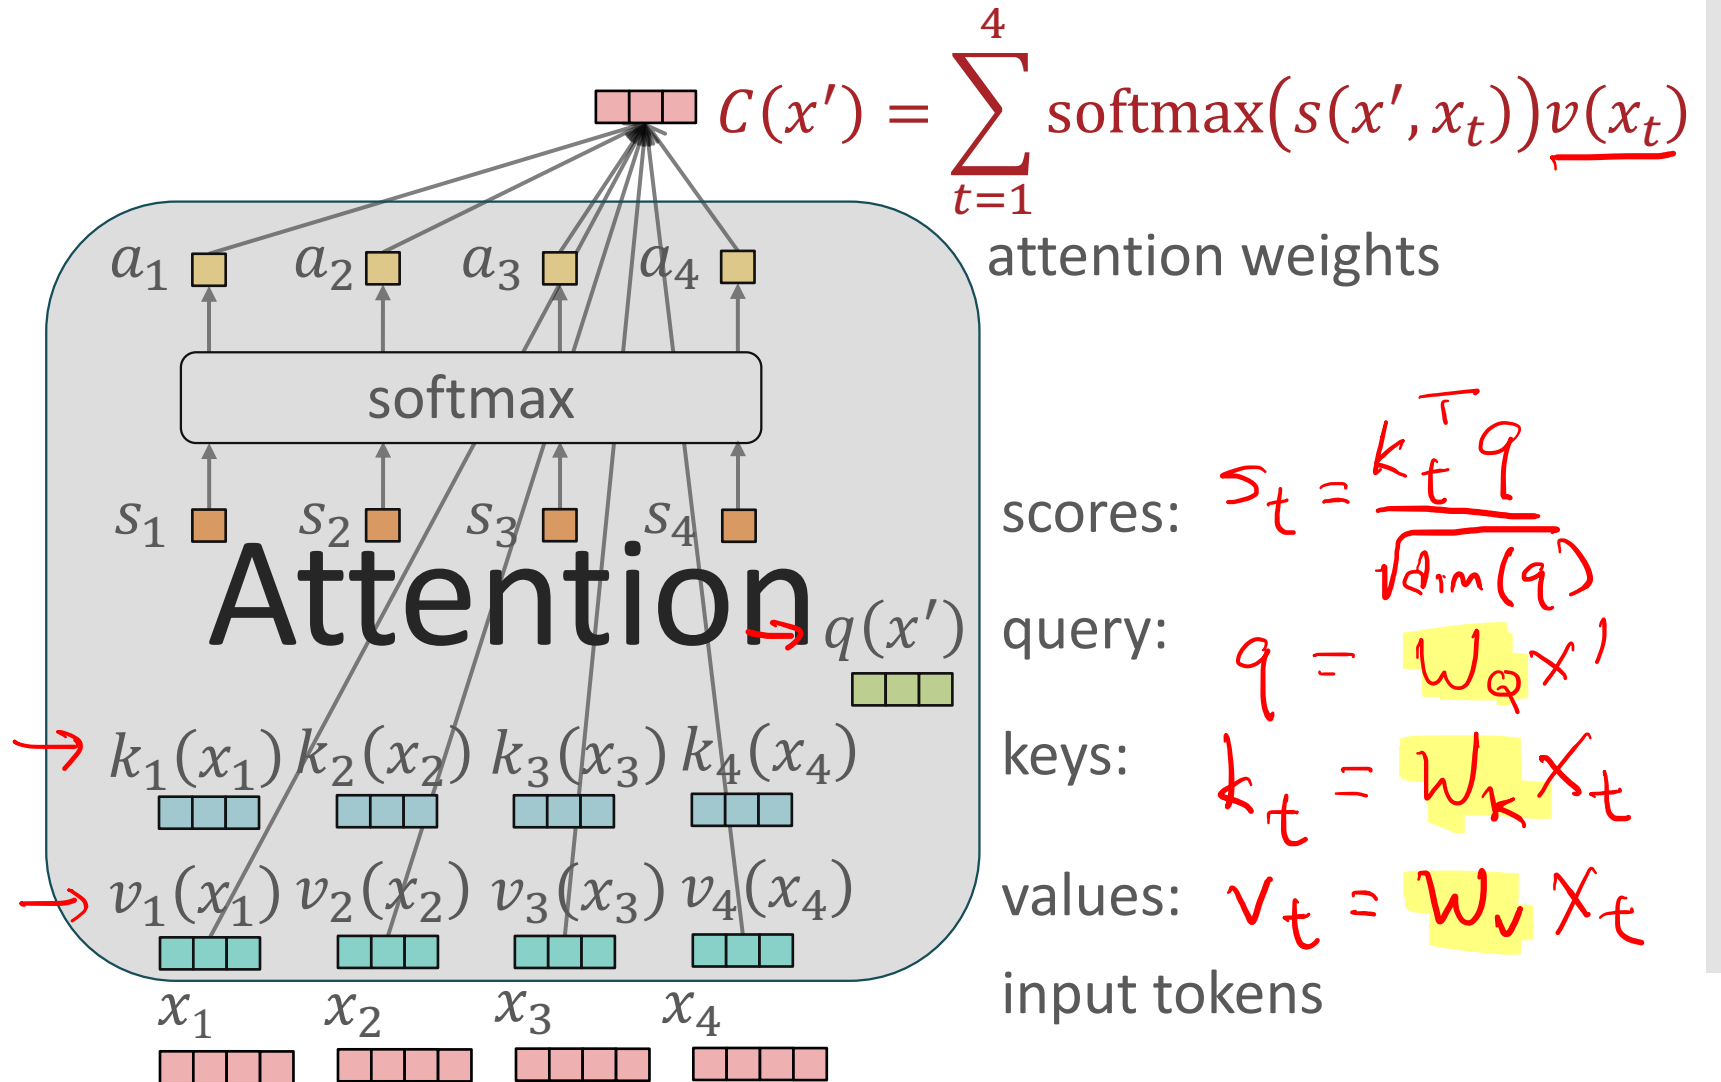 C(x′) = ∑_{t=1}^{4} softmax(s(x′, x_t))v(x_t)
a₁ a₂ a₃ a₄ attention weights
softmax
s₁ s₂ s₃ s₄ scores: s_t = k_t^T q / √dim(q)
Attention
q(x′) query: q = W_Q x′
k₁(x₁) k₂(x₂) k₃(x₃) k₄(x₄) keys: k_t = W_K x_t
v₁(x₁) v₂(x₂) v₃(x₃) v₄(x₄) values: v_t = W_V x_t
x₁ x₂ x₃ x₄ input tokens